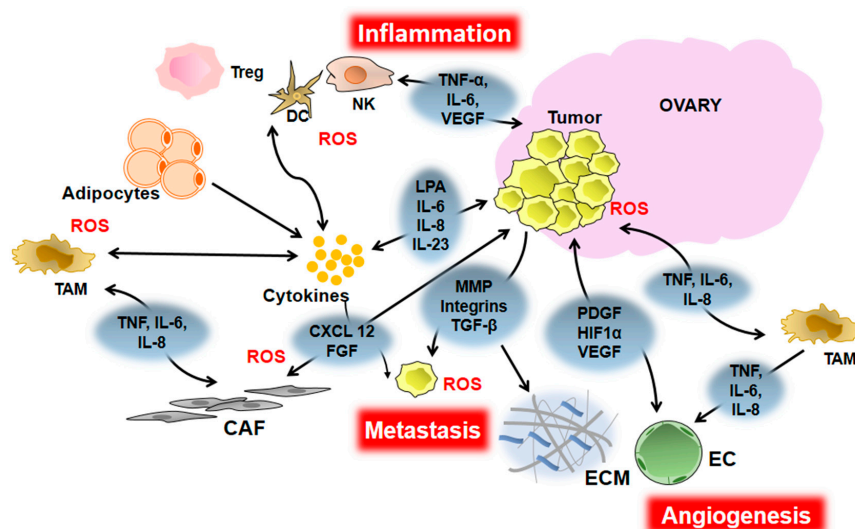 Inflammation
Treg
DC
NK
TNF-α,
IL-6,
VEGF
Tumor
OVARY
ROS
Adipocytes
LPA
IL-6
IL-8
IL-23
ROS
ROS
TAM
Cytokines
MMP
Integrins
TGF-β
PDGF
HIF1α
VEGF
TNF, IL-6,
IL-8
TNF, IL-6,
IL-8
CXCL 12
FGF
TAM
ROS
ROS
TNF,
IL-6,
IL-8
CAF
Metastasis
ECM
EC
Angiogenesis